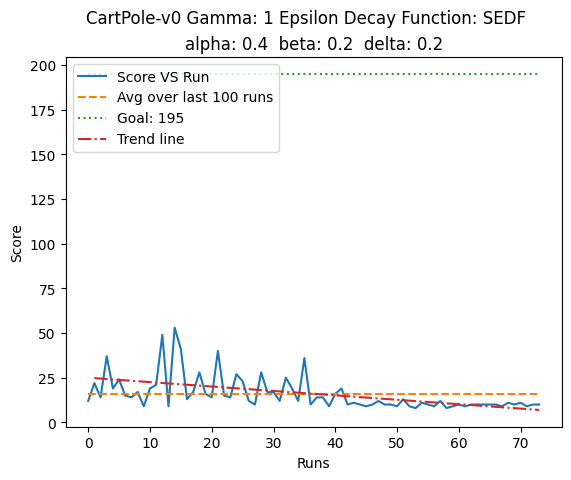 CartPole-v0 Gamma: 1 Epsilon Decay Function: SEDF
alpha: 0.4 beta: 0.2 delta: 0.2
Score VS Run
Avg over last 100 runs
Goal: 195
Trend line
200
175
150
125
100
75
50
25
0
Score
0 10 20 30 40 50 60 70
Runs